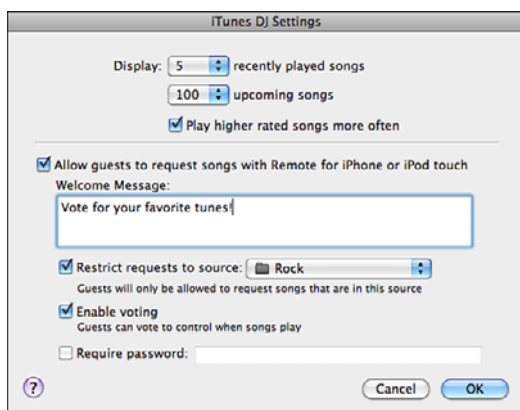 iTunes DJ Settings
Display: 5 recently played songs
100 upcoming songs
Play higher rated songs more often
Allow guests to request songs with Remote for iPhone or iPod touch
Welcome Message:
Vote for your favorite tunes!
Restrict requests to source: Rock
Guests will only be allowed to request songs that are in this source
Enable voting
Guests can vote to control when songs play
Require password:
? Cancel OK